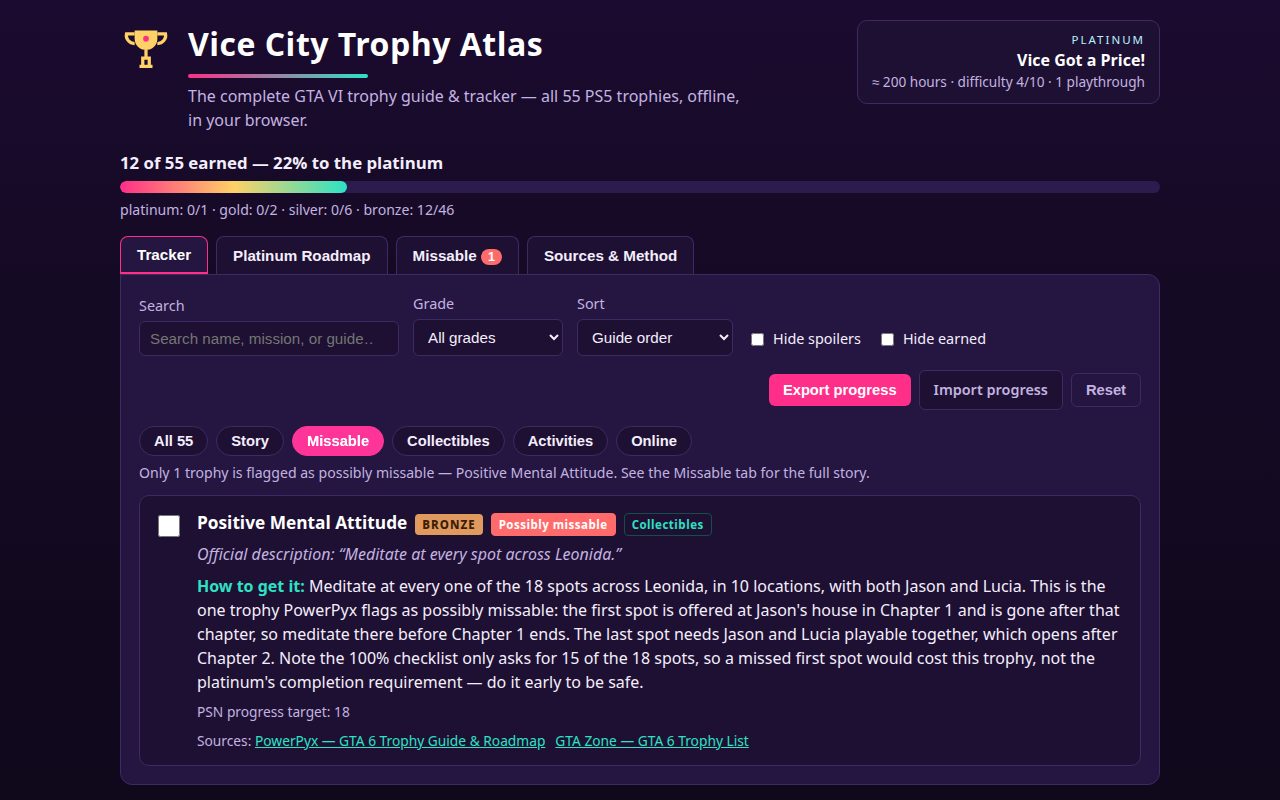 Vice City Trophy Atlas
The complete GTA VI trophy guide & tracker — all 55 PS5 trophies, offline,
in your browser.
PLATINUM
Vice Got a Price!
≈ 200 hours · difficulty 4/10 · 1 playthrough
12 of 55 earned — 22% to the platinum
platinum: 0/1 · gold: 0/2 · silver: 0/6 · bronze: 12/46
Tracker
Platinum Roadmap
Missable 1
Sources & Method
Search
Grade
Sort
Search name, mission, or guide..
All grades
Guide order
Hide spoilers
Hide earned
Export progress
Import progress
Reset
All 55
Story
Missable
Collectibles
Activities
Online
Only 1 trophy is flagged as possibly missable — Positive Mental Attitude. See the Missable tab for the full story.
Positive Mental Attitude BRONZE Possibly missable Collectibles
Official description: “Meditate at every spot across Leonida.”
How to get it: Meditate at every one of the 18 spots across Leonida, in 10 locations, with both Jason and Lucia. This is the
one trophy PowerPyx flags as possibly missable: the first spot is offered at Jason's house in Chapter 1 and is gone after that
chapter, so meditate there before Chapter 1 ends. The last spot needs Jason and Lucia playable together, which opens after
Chapter 2. Note the 100% checklist only asks for 15 of the 18 spots, so a missed first spot would cost this trophy, not the
platinum's completion requirement — do it early to be safe.
PSN progress target: 18
Sources: PowerPyx — GTA 6 Trophy Guide & Roadmap GTA Zone — GTA 6 Trophy List